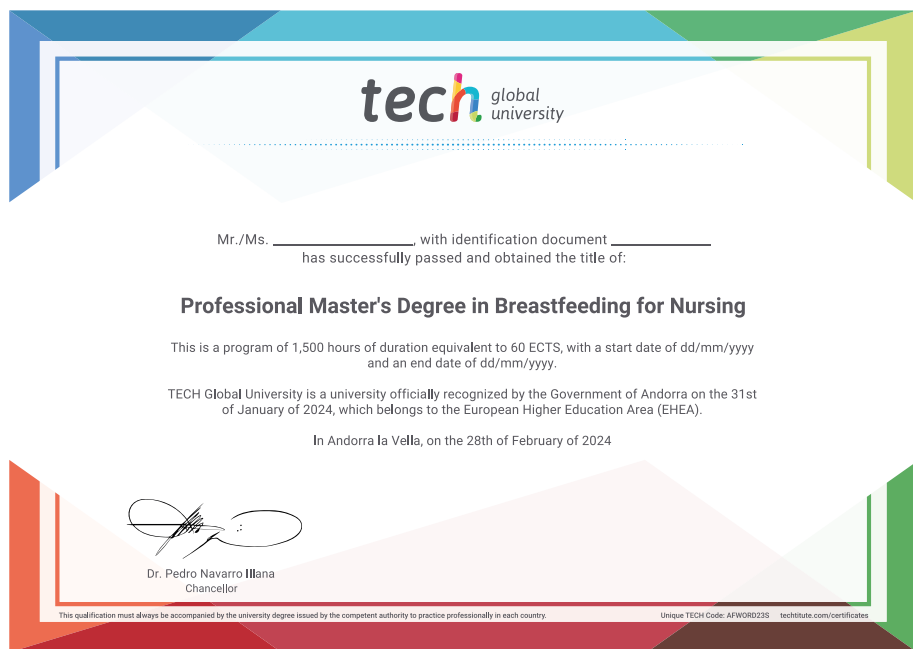 tech global university
Mr./Ms. ____________, with identification document ____________
has successfully passed and obtained the title of:
Professional Master's Degree in Breastfeeding for Nursing
This is a program of 1,500 hours of duration equivalent to 60 ECTS, with a start date of dd/mm/yyyy
and an end date of dd/mm/yyyy.
TECH Global University is a university officially recognized by the Government of Andorra on the 31st
of January of 2024, which belongs to the European Higher Education Area (EHEA).
In Andorra la Vella, on the 28th of February of 2024
Dr. Pedro Navarro Illana
Chancellor
This qualification must always be accompanied by the university degree issued by the competent authority to practice professionally in each country.
Unique TECH Code: AFWORD23S techtitute.com/certificates